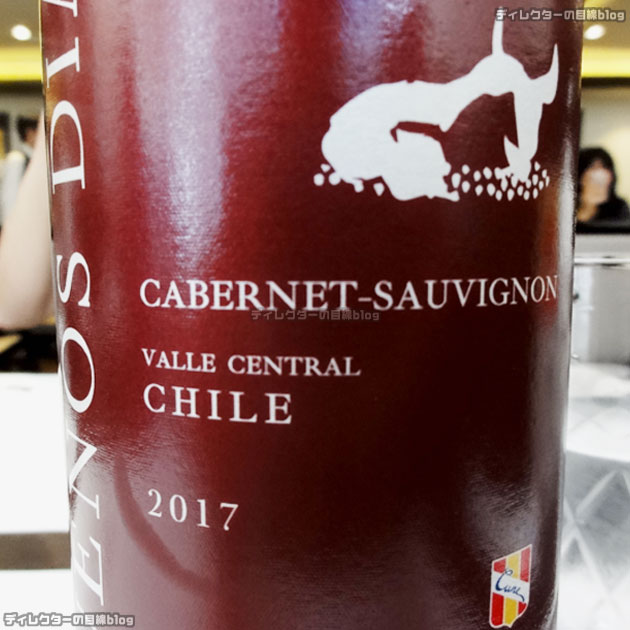 ディレクターの目線blog
ENOS DI
CABERNET-SAUVIGNON
ディレクターの目線blog
VALLE CENTRAL
CHILE
2017
ディレクターの目線blog